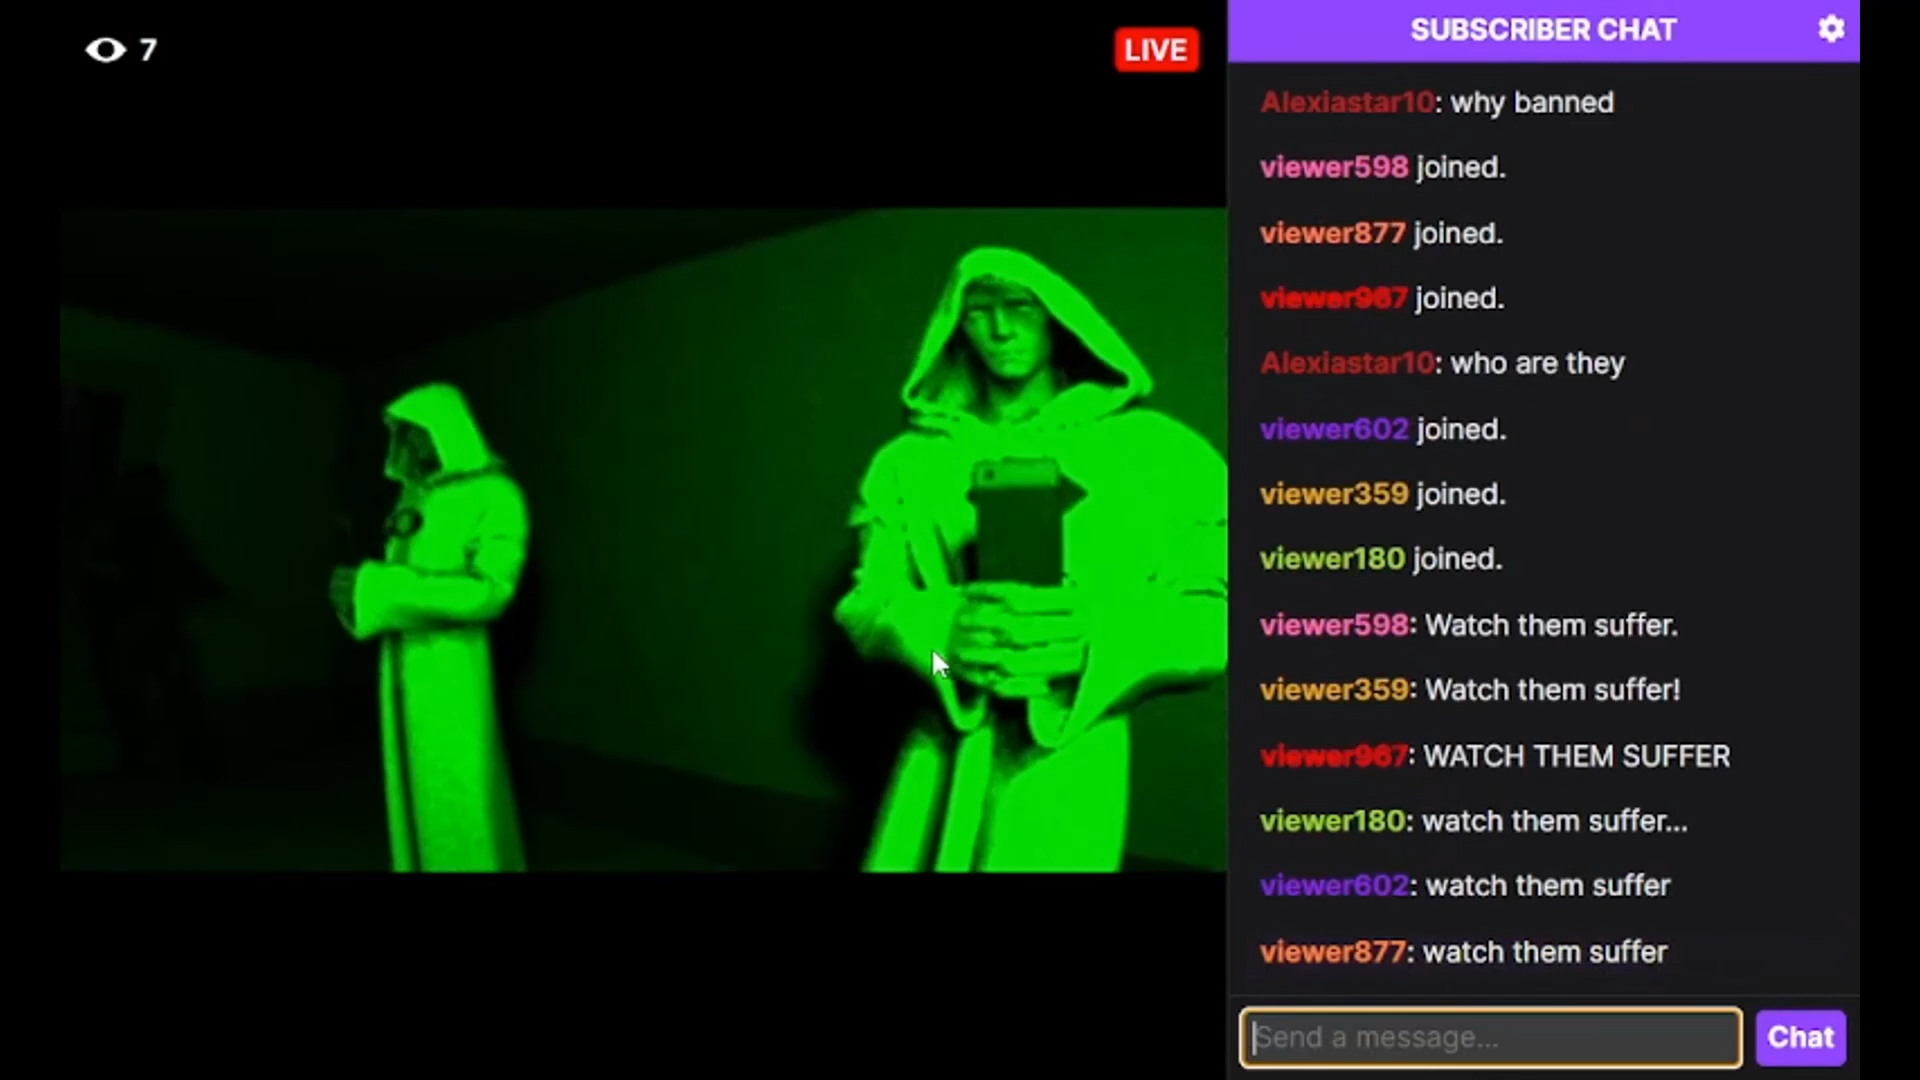 7
LIVE
SUBSCRIBER CHAT
Alexiastar10: why banned
viewer598 joined.
viewer877 joined.
viewer967 joined.
Alexiastar10: who are they
viewer602 joined.
viewer359 joined.
viewer180 joined.
viewer598: Watch them suffer.
viewer359: Watch them suffer!
viewer967: WATCH THEM SUFFER
viewer180: watch them suffer...
viewer602: watch them suffer
viewer877: watch them suffer
Send a message...
Chat